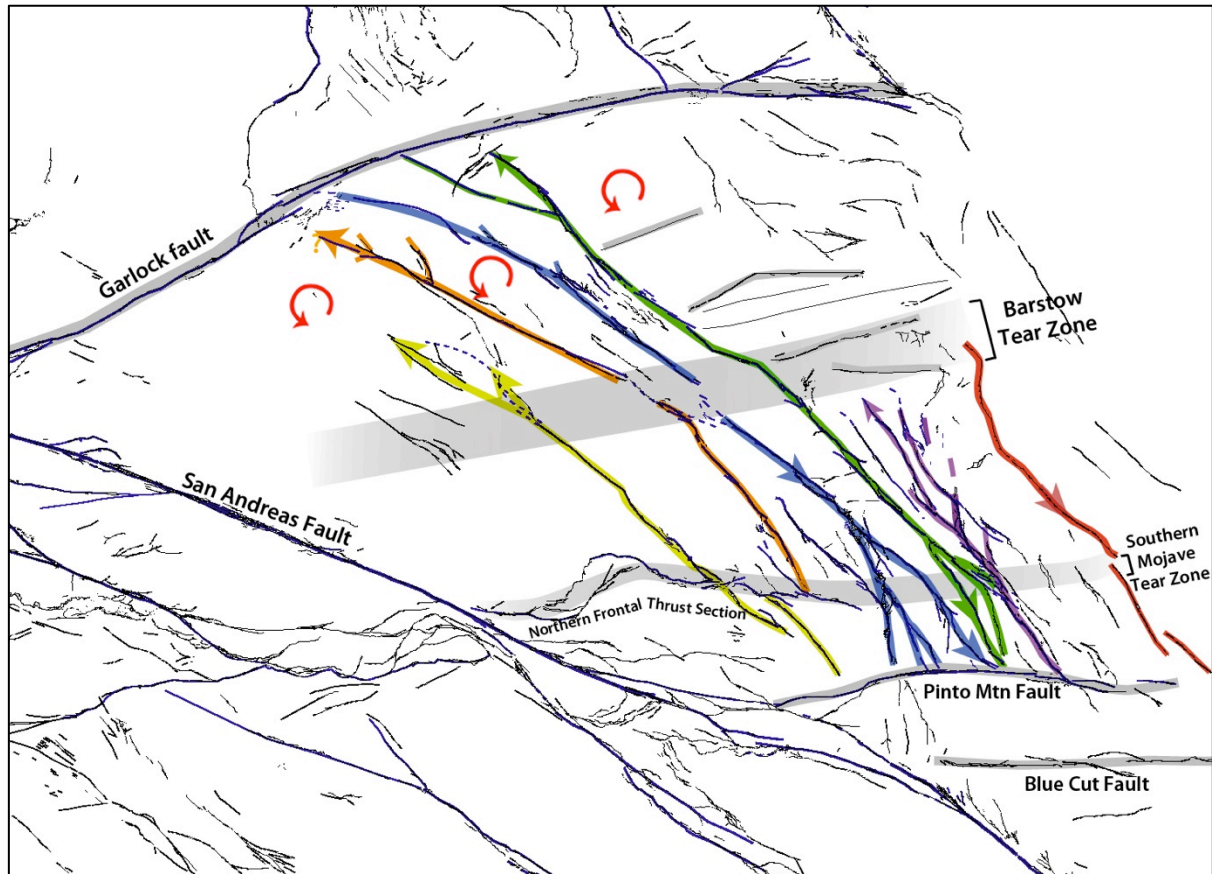 Garlock fault
Barstow
Tear Zone
San Andreas Fault
Southern
Mojave
Tear Zone
Northern Frontal Thrust Section
Pinto Mtn Fault
Blue Cut Fault